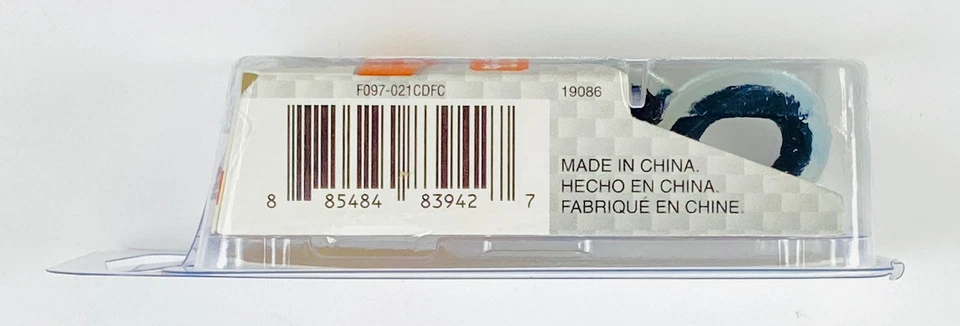 F097-021CDFC
19086
8 85484 83942 7
MADE IN CHINA.
HECHO EN CHINA.
FABRIQUÉ EN CHINE.